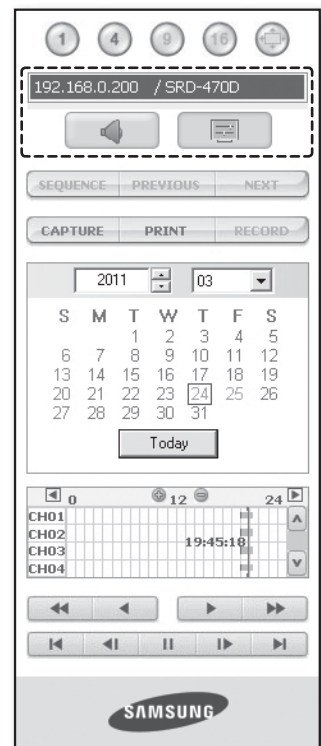 1 4 9 16
192.168.0.200 / SRD-470D
SEQUENCE PREVIOUS NEXT
CAPTURE PRINT RECORD
2011 03
S M T W T F S
1 2 3 4 5
6 7 8 9 10 11 12
13 14 15 16 17 18 19
20 21 22 23 24 25 26
27 28 29 30 31
Today
0 12 24
CH01
CH02
19:45:18
CH03
CH04
SAMSUNG